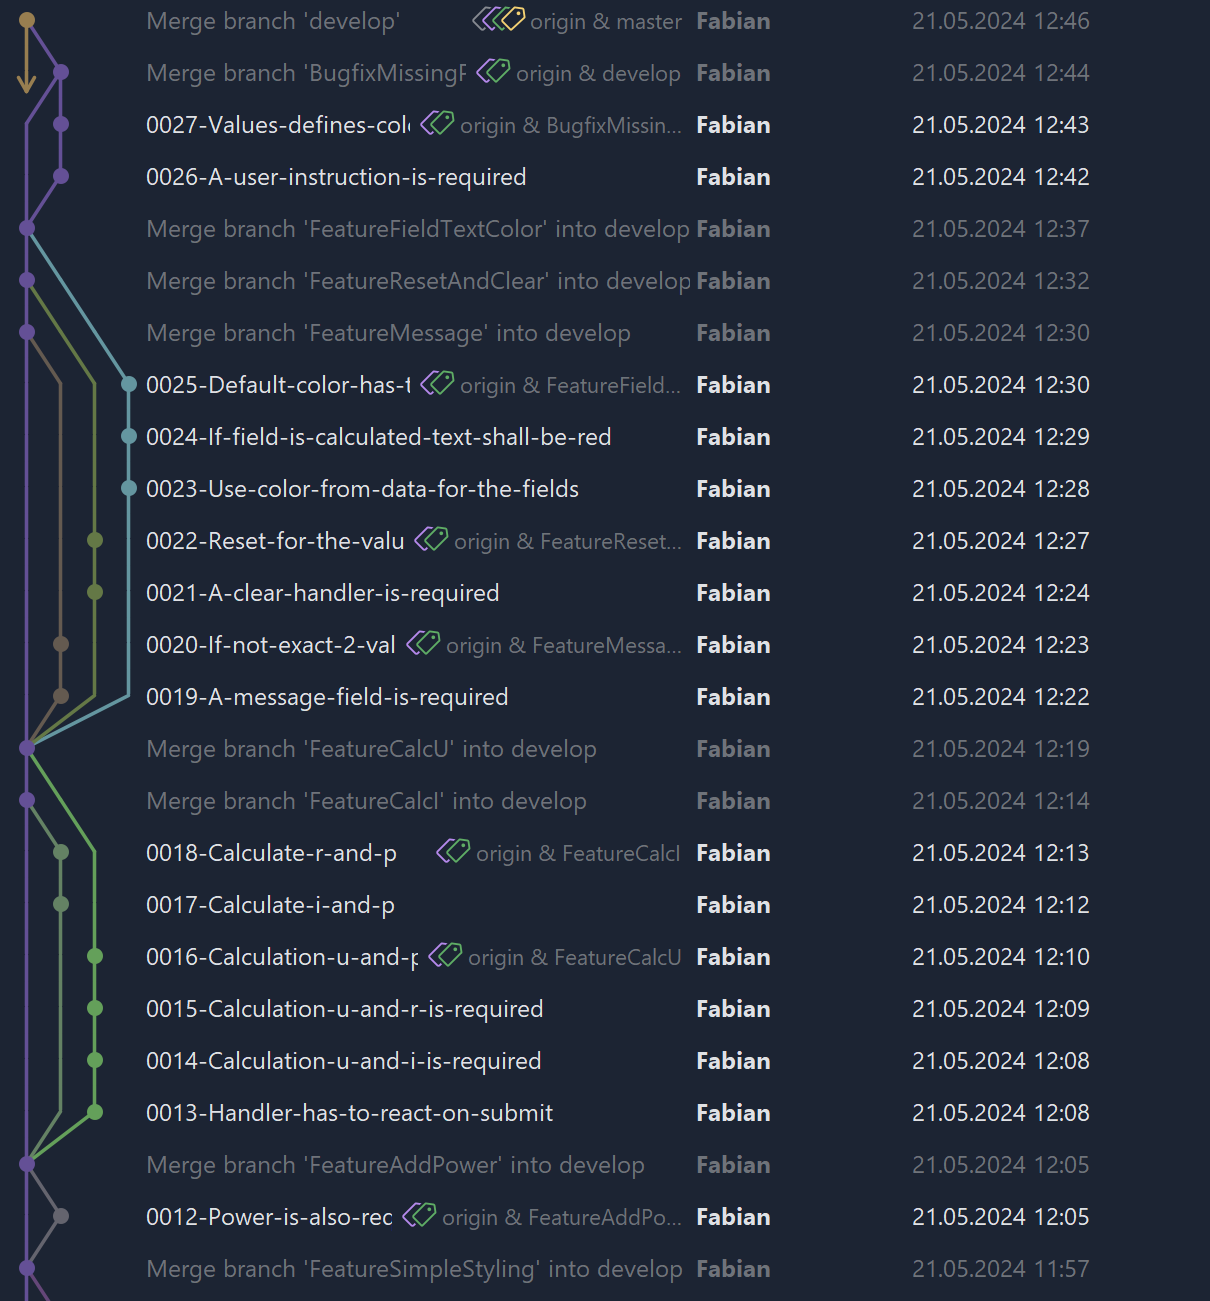 Merge branch 'develop' origin & master Fabian 21.05.2024 12:46
Merge branch 'BugfixMissingF origin & develop Fabian 21.05.2024 12:44
0027-Values-defines-col origin & BugfixMissin... Fabian 21.05.2024 12:43
0026-A-user-instruction-is-required Fabian 21.05.2024 12:42
Merge branch 'FeatureFieldTextColor' into develop Fabian 21.05.2024 12:37
Merge branch 'FeatureResetAndClear' into develop Fabian 21.05.2024 12:32
Merge branch 'FeatureMessage' into develop Fabian 21.05.2024 12:30
0025-Default-color-has-t origin & FeatureField... Fabian 21.05.2024 12:30
0024-If-field-is-calculated-text-shall-be-red Fabian 21.05.2024 12:29
0023-Use-color-from-data-for-the-fields Fabian 21.05.2024 12:28
0022-Reset-for-the-valu origin & FeatureReset... Fabian 21.05.2024 12:27
0021-A-clear-handler-is-required Fabian 21.05.2024 12:24
0020-If-not-exact-2-val origin & FeatureMessa... Fabian 21.05.2024 12:23
0019-A-message-field-is-required Fabian 21.05.2024 12:22
Merge branch 'FeatureCalcU' into develop Fabian 21.05.2024 12:19
Merge branch 'FeatureCalcI' into develop Fabian 21.05.2024 12:14
0018-Calculate-r-and-p origin & FeatureCalcI Fabian 21.05.2024 12:13
0017-Calculate-i-and-p Fabian 21.05.2024 12:12
0016-Calculation-u-and-p origin & FeatureCalcU Fabian 21.05.2024 12:10
0015-Calculation-u-and-r-is-required Fabian 21.05.2024 12:09
0014-Calculation-u-and-i-is-required Fabian 21.05.2024 12:08
0013-Handler-has-to-react-on-submit Fabian 21.05.2024 12:08
Merge branch 'FeatureAddPower' into develop Fabian 21.05.2024 12:05
0012-Power-is-also-rec origin & FeatureAddPo... Fabian 21.05.2024 12:05
Merge branch 'FeatureSimpleStyling' into develop Fabian 21.05.2024 11:57